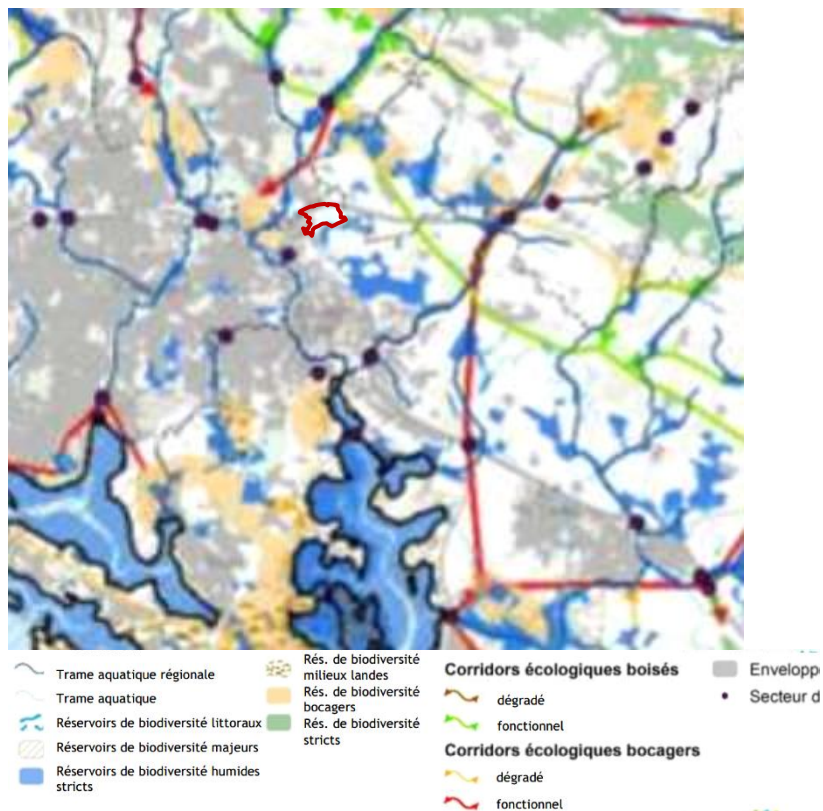 Trame aquatique régionale
Trame aquatique
Réservoirs de biodiversité littoraux
Réservoirs de biodiversité majeurs
Réservoirs de biodiversité humides
stricts
Rés. de biodiversité
milieux landes
Rés. de biodiversité
bocagers
Rés. de biodiversité
stricts
Corridors écologiques boisés
dégradé
fonctionnel
Corridors écologiques bocagers
dégradé
fonctionnel
Envelopp
Secteur d